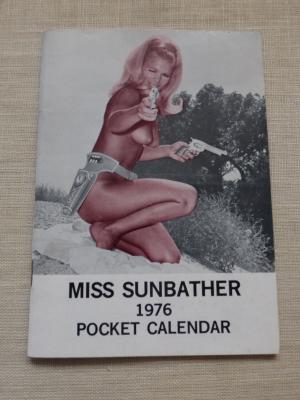 MISS SUNBATHER
1976
POCKET CALENDAR